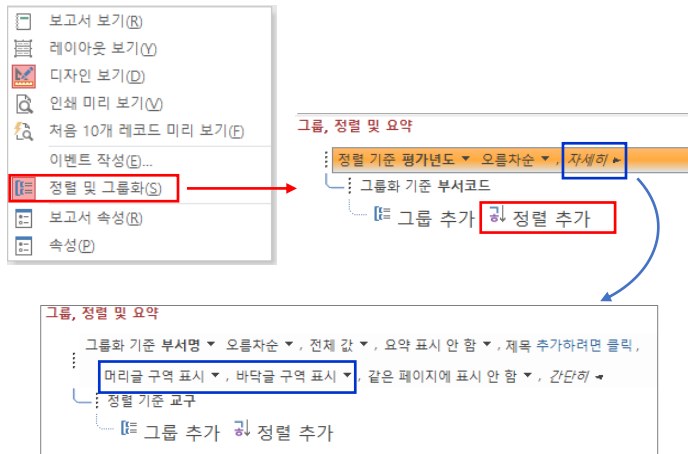 보고서 보기(R)
레이아웃 보기(Y)
디자인 보기(D)
인쇄 미리 보기(V)
처음 10개 레코드 미리 보기(F)
이벤트 작성(E)...
정렬 및 그룹화(S)
보고서 속성(R)
속성(P)
그룹, 정렬 및 요약
정렬 기준 평가년도 ▼ 오름차순 ▼ , 자세히 ►
그룹화 기준 부서코드
그룹 추가 정렬 추가
그룹, 정렬 및 요약
그룹화 기준 부서명 ▼ 오름차순 ▼ , 전체 값 ▼ , 요약 표시 안 함 ▼ , 제목 추가하려면 클릭 ,
머리글 구역 표시 ▼ , 바닥글 구역 표시 ▼ , 같은 페이지에 표시 안 함 ▼ , 간단히 ◄
정렬 기준 교구
그룹 추가 정렬 추가